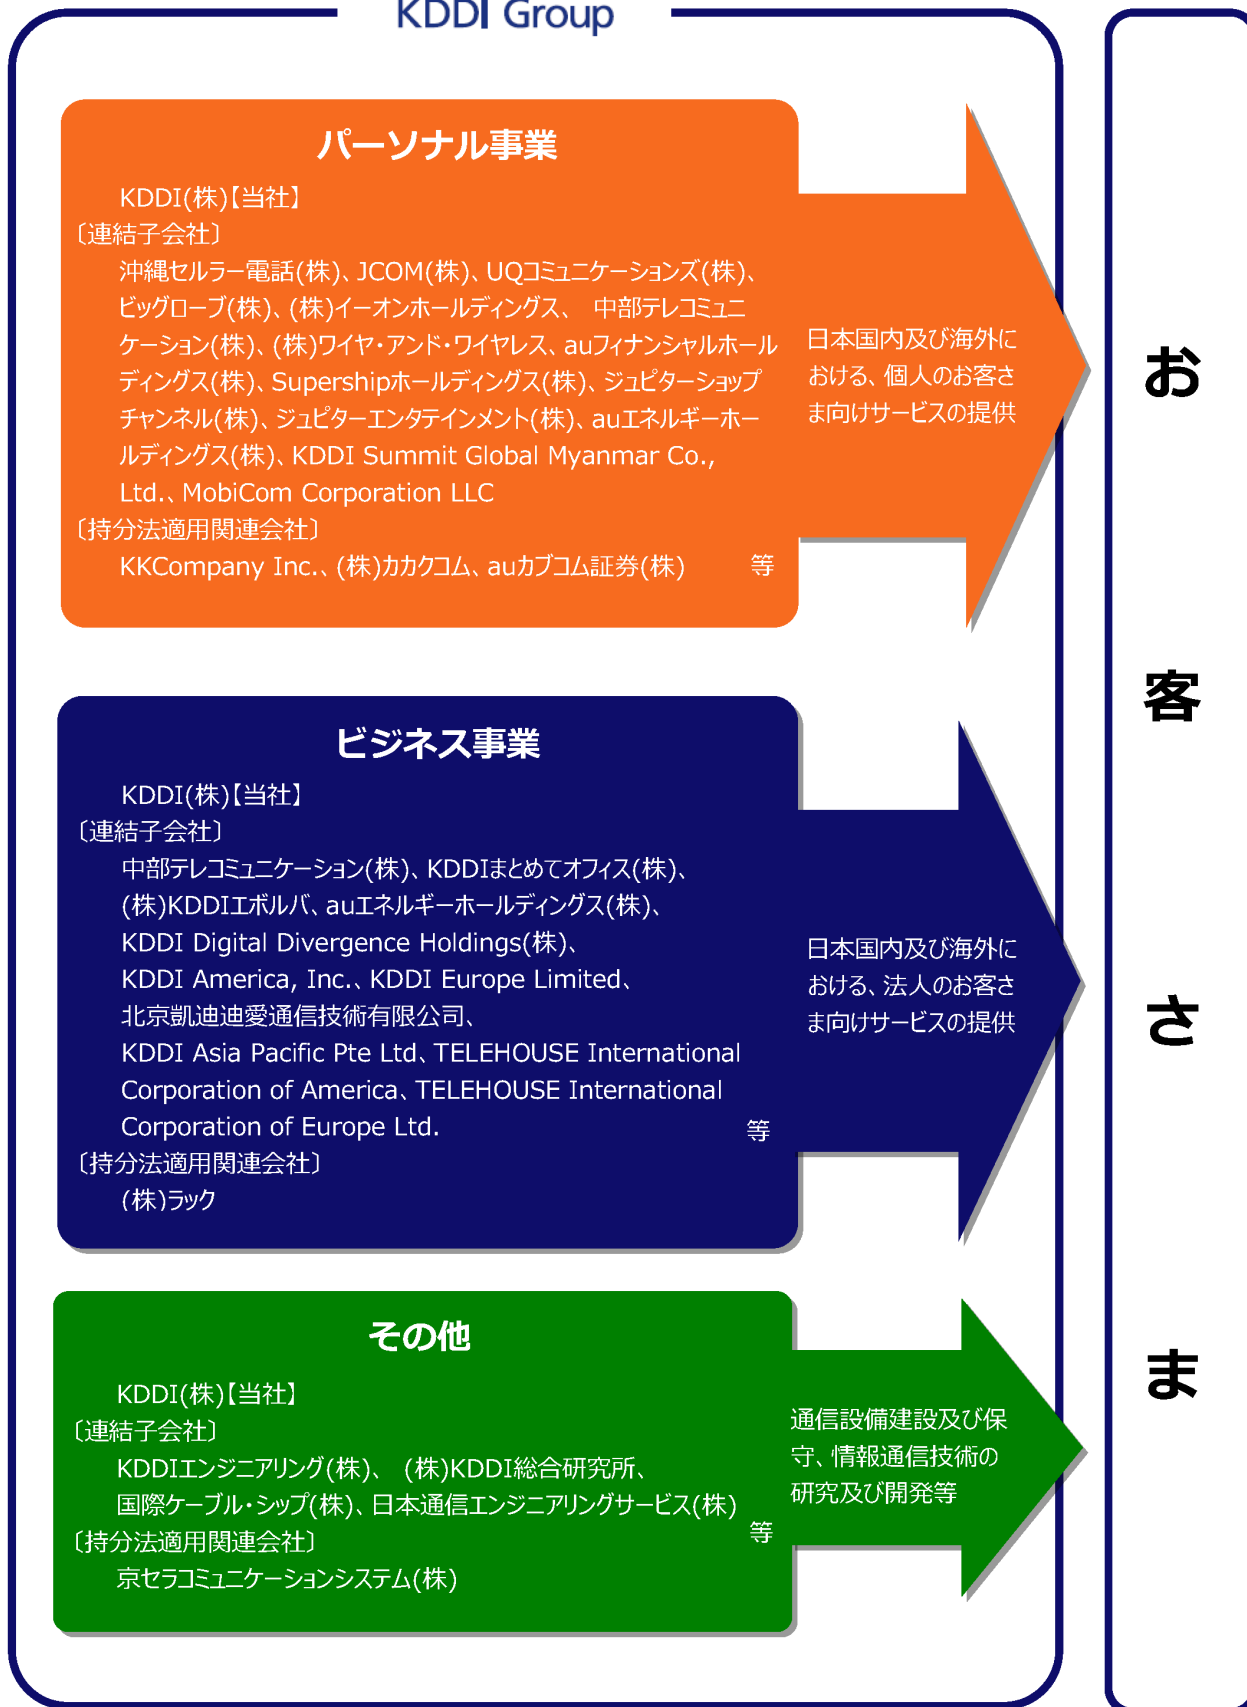 KDDI Group
パーソナル事業
KDDI(株)【当社】
〔連結子会社〕
沖縄セルラー電話(株)、JCOM(株)、UQコミュニケーションズ(株)、
ビッグローブ(株)、(株)イーオンホールディングス、 中部テレコミュニ
ケーション(株)、(株)ワイヤ・アンド・ワイヤレス、auフィナンシャルホール
ディングス(株)、Supershipホールディングス(株)、ジュピターショップ
チャンネル(株)、ジュピターエンタテインメント(株)、auエネルギーホー
ルディングス(株)、KDDI Summit Global Myanmar Co.,
Ltd.、MobiCom Corporation LLC
〔持分法適用関連会社〕
KKCompany Inc.、(株)カカクコム、auカブコム証券(株) 等
日本国内及び海外に
おける、個人のお客さ
ま向けサービスの提供
ビジネス事業
KDDI(株)【当社】
〔連結子会社〕
中部テレコミュニケーション(株)、KDDIまとめてオフィス(株)、
(株)KDDIエボルバ、auエネルギーホールディングス(株)、
KDDI Digital Divergence Holdings(株)、
KDDI America, Inc.、KDDI Europe Limited、
北京凱迪迪愛通信技術有限公司、
KDDI Asia Pacific Pte Ltd、TELEHOUSE International
Corporation of America、TELEHOUSE International
Corporation of Europe Ltd. 等
〔持分法適用関連会社〕
(株)ラック
日本国内及び海外に
おける、法人のお客さ
ま向けサービスの提供
その他
KDDI(株)【当社】
〔連結子会社〕
KDDIエンジニアリング(株)、 (株)KDDI総合研究所、
国際ケーブル・シップ(株)、日本通信エンジニアリングサービス(株)
等
〔持分法適用関連会社〕
京セラコミュニケーションシステム(株)
通信設備建設及び保
守、情報通信技術の
研究及び開発等
お
客
さ
ま